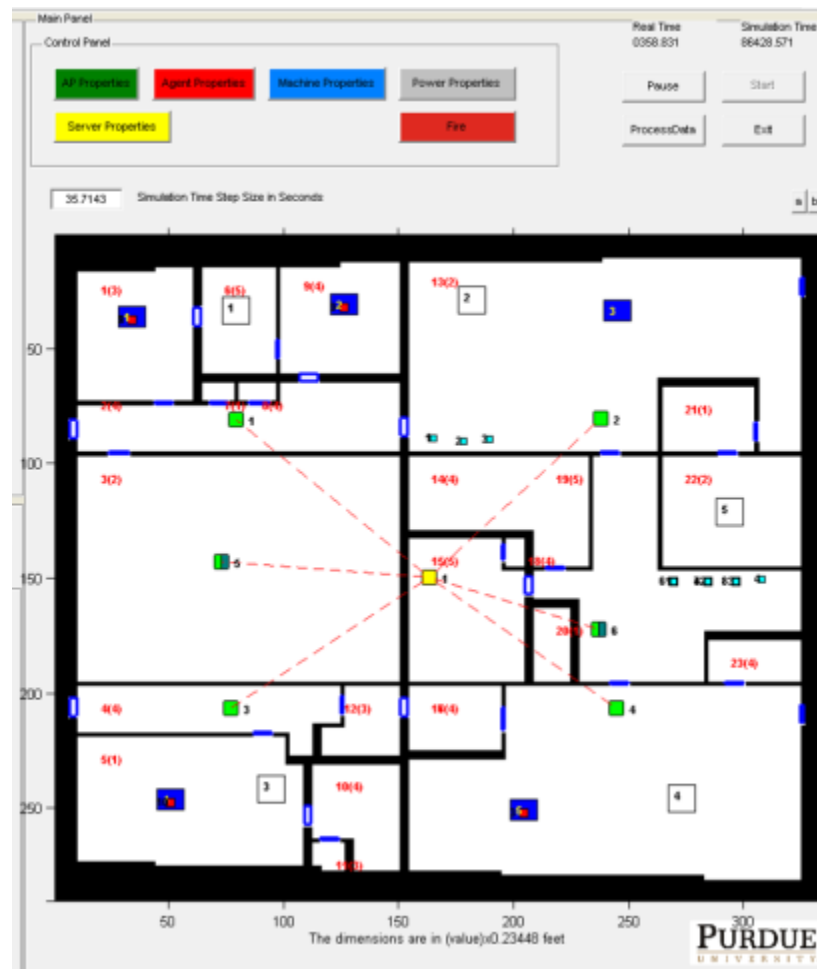 Main Panel
Real Time
Simulation Time
0358.831
86428.571
Control Panel
AP Properties
Agent Properties
Machine Properties
Power Properties
Pause
Start
Server Properties
Fire
ProcessData
Exit
35.7143
Simulation Time Step Size in Seconds
a
b
1(3)
9(4)
13(2)
1
2
3
50
21(1)
1
2
1
2
3
100
3(2)
14(4)
19(5)
22(2)
5
150
5
15(5)
18(4)
1
4
6
23(4)
200
4(4)
12(3)
3
4
5(1)
3
10(4)
4
250
11(3)
50
100
150
200
250
300
The dimensions are in (value)x0.23448 feet
PURDUE
UNIVERSITY